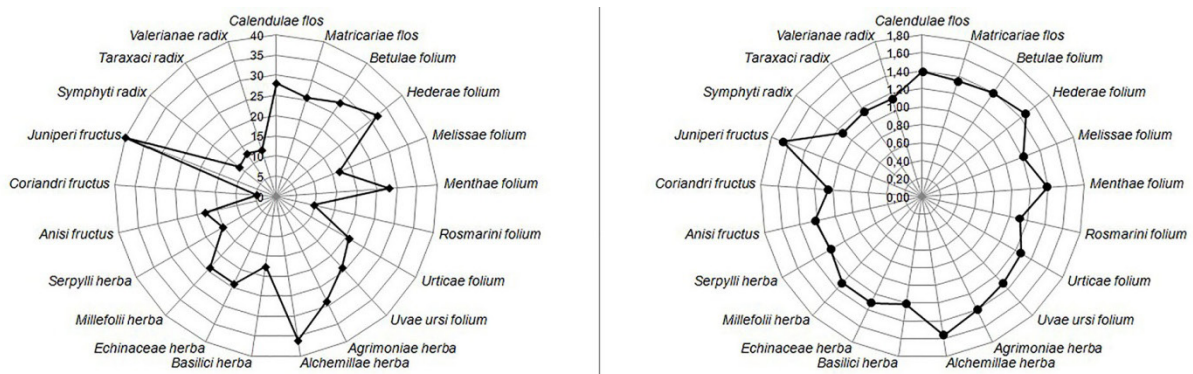 Calendulae flos
Matricariae flos
Betulae folium
Hederae folium
Melissae folium
Menthae folium
Rosmarini folium
Urticae folium
Uvae ursi folium
Agrimoniae herba
Alchemillae herba
Basilici herba
Echinaceae herba
Millefolii herba
Serpylli herba
Anisi fructus
Coriandri fructus
Juniperi fructus
Symphyti radix
Taraxaci radix
Valerianae radix
40
35
30
25
20
15
10
5
0
Calendulae flos
Matricariae flos
Betulae folium
Hederae folium
Melissae folium
Menthae folium
Rosmarini folium
Urticae folium
Uvae ursi folium
Agrimoniae herba
Alchemillae herba
Basilici herba
Echinaceae herba
Millefolii herba
Serpylli herba
Anisi fructus
Coriandri fructus
Juniperi fructus
Symphyti radix
Taraxaci radix
Valerianae radix
1,80
1,60
1,40
1,20
1,00
0,80
0,60
0,40
0,20
0,00